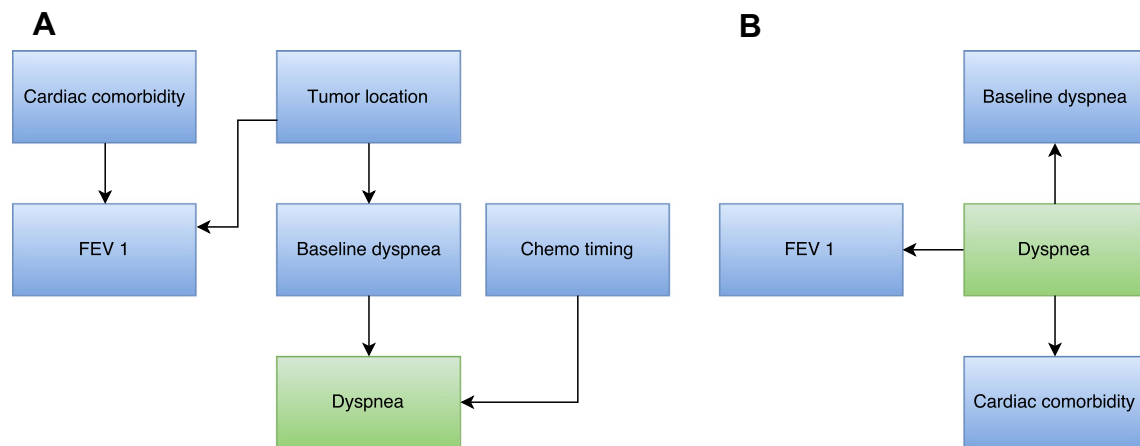 A
Cardiac comorbidity
Tumor location
FEV 1
Baseline dyspnea
Chemo timing
Dyspnea
B
Baseline dyspnea
FEV 1
Dyspnea
Cardiac comorbidity